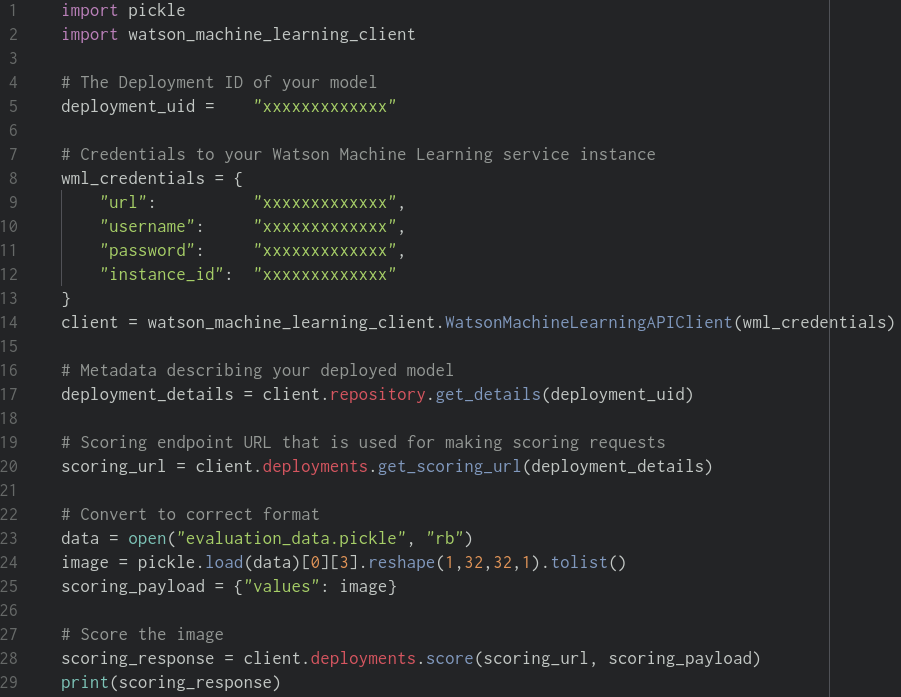 1 import pickle
2 import watson_machine_learning_client
3
4 # The Deployment ID of your model
5 deployment_uid =    "xxxxxxxxxxxxx"
6
7 # Credentials to your Watson Machine Learning service instance
8 wml_credentials = {
9     "url":          "xxxxxxxxxxxxx",
10     "username":     "xxxxxxxxxxxxx",
11     "password":     "xxxxxxxxxxxxx",
12     "instance_id":  "xxxxxxxxxxxxx"
13 }
14 client = watson_machine_learning_client.WatsonMachineLearningAPIClient(wml_credentials)
15
16 # Metadata describing your deployed model
17 deployment_details = client.repository.get_details(deployment_uid)
18
19 # Scoring endpoint URL that is used for making scoring requests
20 scoring_url = client.deployments.get_scoring_url(deployment_details)
21
22 # Convert to correct format
23 data = open("evaluation_data.pickle", "rb")
24 image = pickle.load(data)[0][3].reshape(1,32,32,1).tolist()
25 scoring_payload = {"values": image}
26
27 # Score the image
28 scoring_response = client.deployments.score(scoring_url, scoring_payload)
29 print(scoring_response)